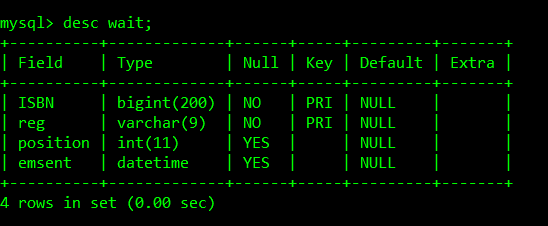 mysql> desc wait;
+----------+-------------+------+-----+---------+-------+
| Field    | Type        | Null | Key | Default | Extra |
+----------+-------------+------+-----+---------+-------+
| ISBN     | bigint(200) | NO   | PRI | NULL    |       |
| reg      | varchar(9)  | NO   | PRI | NULL    |       |
| position | int(11)     | YES  |     | NULL    |       |
| emsent   | datetime    | YES  |     | NULL    |       |
+----------+-------------+------+-----+---------+-------+
4 rows in set (0.00 sec)